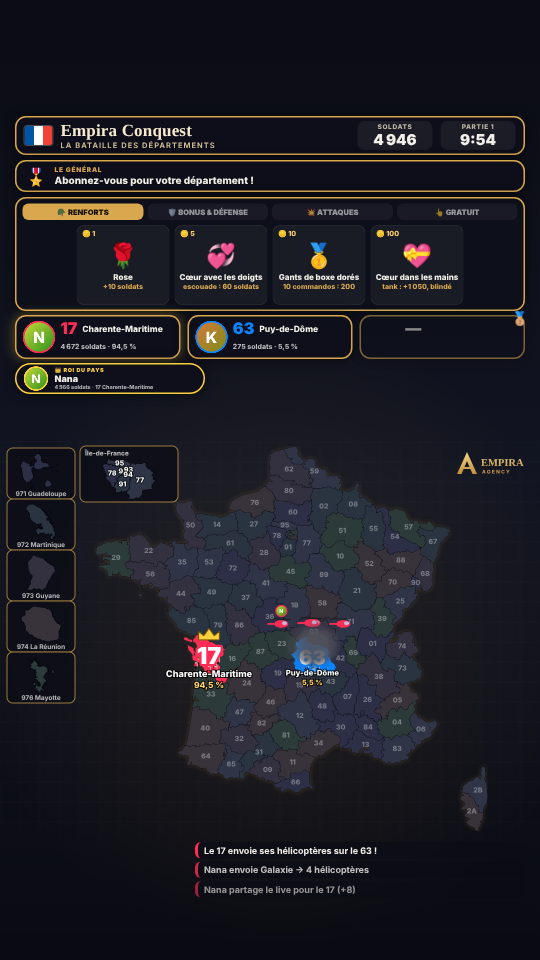 Empira Conquest
LA BATAILLE DES DÉPARTEMENTS
SOLDATS
4 946
PARTIE 1
9:54
LE GÉNÉRAL
Abonnez-vous pour votre département !
RENFORTS
BONUS & DÉFENSE
ATTAQUES
GRATUIT
1
Rose
+10 soldats
5
Cœur avec les doigts
escouade : 60 soldats
10
Gants de boxe dorés
10 commandos : 200
100
Cœur dans les mains
tank : +1 050, blindé
N
17 Charente-Maritime
4 672 soldats · 94,5 %
K
63 Puy-de-Dôme
275 soldats · 5,5 %
—
N
ROI DU PAYS
Nana
4 566 soldats · 17 Charente-Maritime
971 Guadeloupe
972 Martinique
973 Guyane
974 La Réunion
976 Mayotte
Île-de-France
95
78
93
94
91
77
EMPIRA
AGENCY
62
59
80
76
02
08
60
50
14
27
95
51
55
57
54
67
61
78
91
77
10
88
68
29
22
35
53
72
28
45
89
52
70
90
56
44
49
37
41
18
58
25
39
85
79
86
36
N
71
17
Charente-Maritime
94,5 %
16
87
23
63
Puy-de-Dôme
5,5 %
42
69
01
74
73
33
24
19
15
43
38
26
05
07
40
47
46
12
48
30
84
04
06
32
82
81
34
13
83
64
65
31
09
11
66
2B
2A
Le 17 envoie ses hélicoptères sur le 63 !
Nana envoie Galaxie → 4 hélicoptères
Nana partage le live pour le 17 (+8)